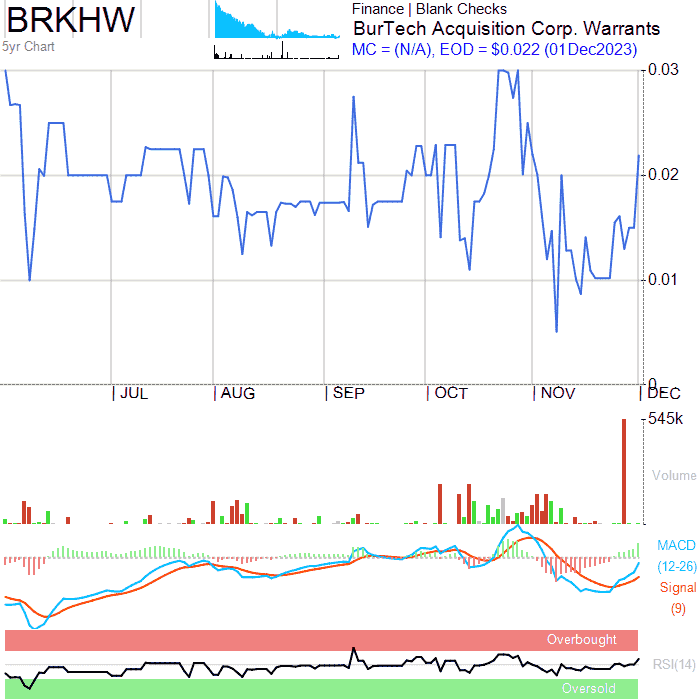 BRKHW
5yr Chart
Finance | Blank Checks
BurTech Acquisition Corp. Warrants
MC = (N/A), EOD = $0.022 (01Dec2023)
0.03
0.02
0.01
0
JUL
AUG
SEP
OCT
NOV
DEC
545k
Volume
MACD
(12-26)
Signal
(9)
Overbought
RSI(14)
Oversold